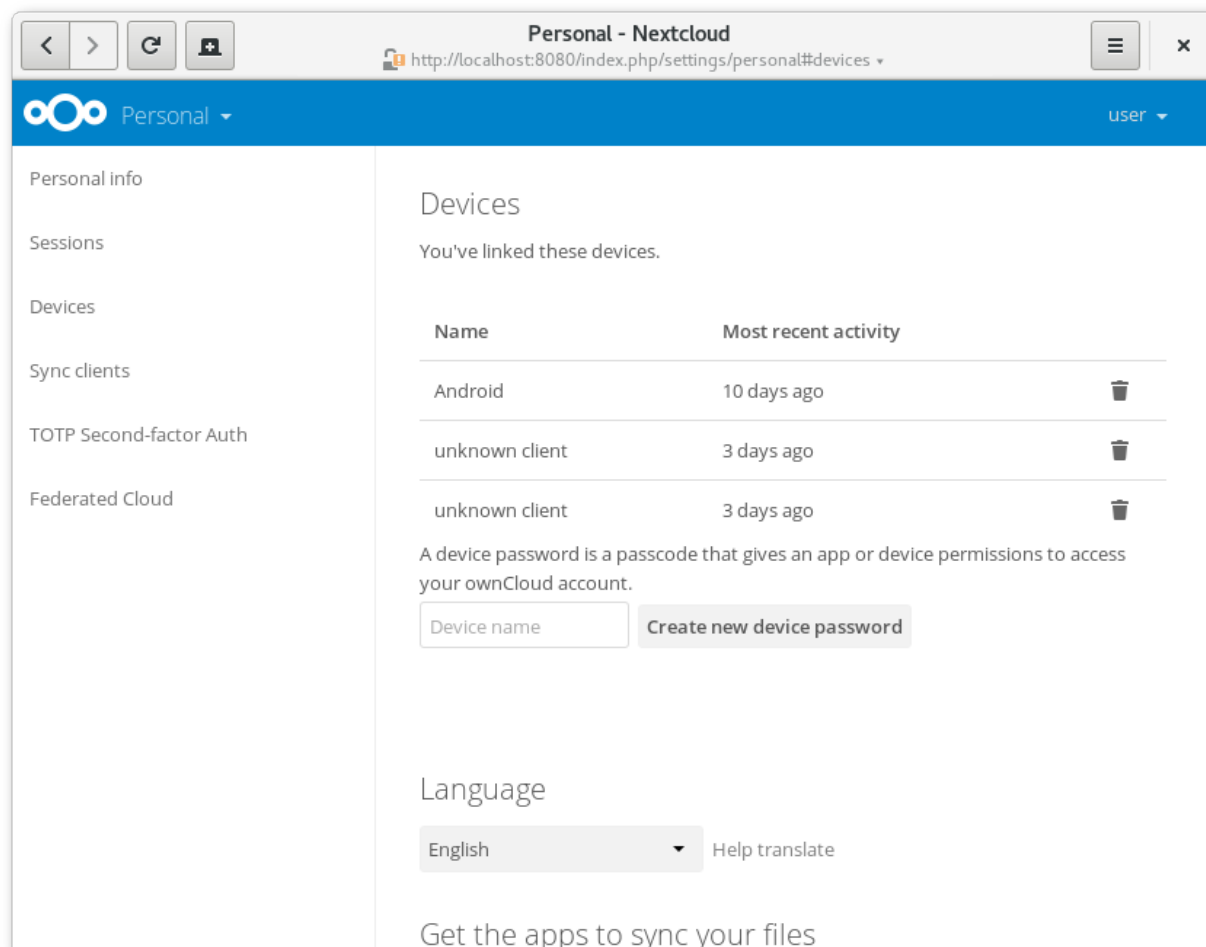 Personal - Nextcloud
http://localhost:8080/index.php/settings/personal#devices
Personal
user
Personal info
Sessions
Devices
Sync clients
TOTP Second-factor Auth
Federated Cloud
Devices
You've linked these devices.
Name Most recent activity
Android 10 days ago
unknown client 3 days ago
unknown client 3 days ago
A device password is a passcode that gives an app or device permissions to access
your ownCloud account.
Device name Create new device password
Language
English Help translate
Get the apps to sync your files